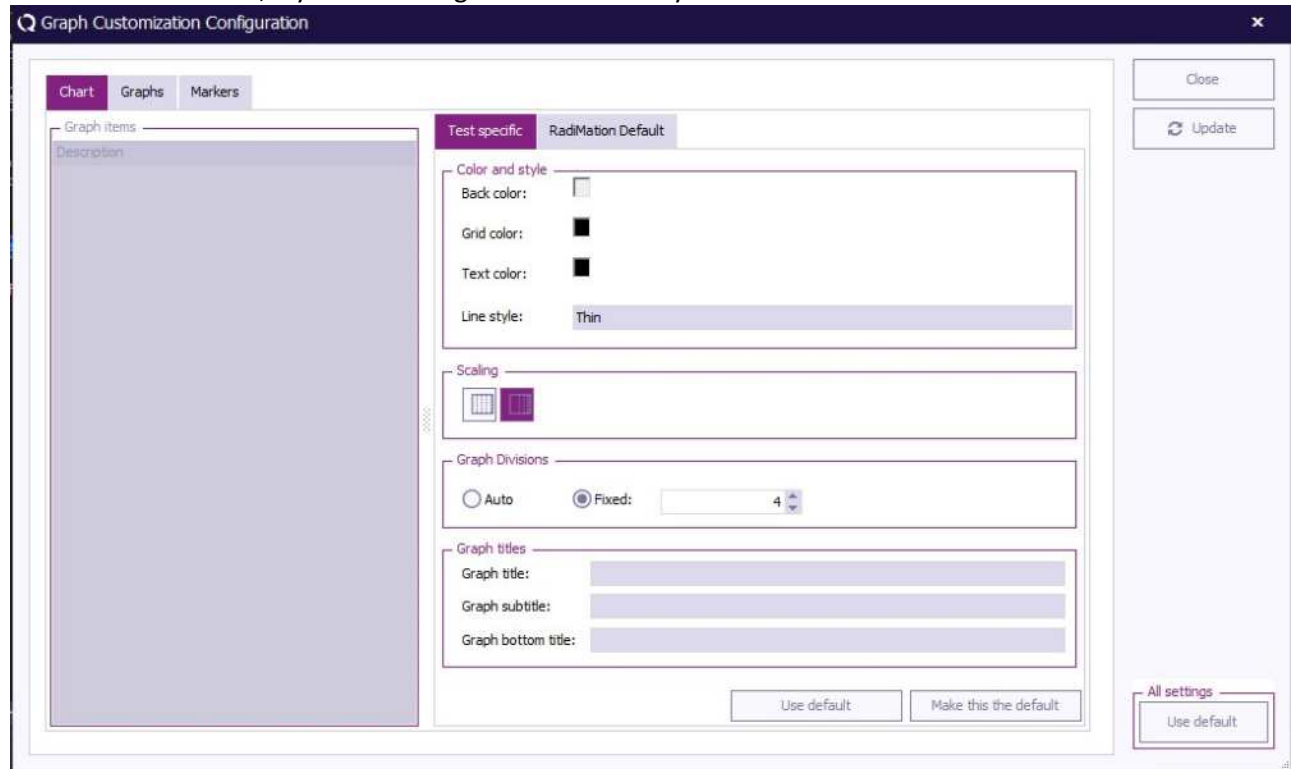 Graph Customization Configuration
Close
Update
Chart Graphs Markers
Graph items
Description
Test specific RadiMation Default
Color and style
Back color:
Grid color:
Text color:
Line style: Thin
Scaling
Graph Divisions
Auto Fixed: 4
Graph titles
Graph title:
Graph subtitle:
Graph bottom title:
Use default Make this the default
All settings
Use default